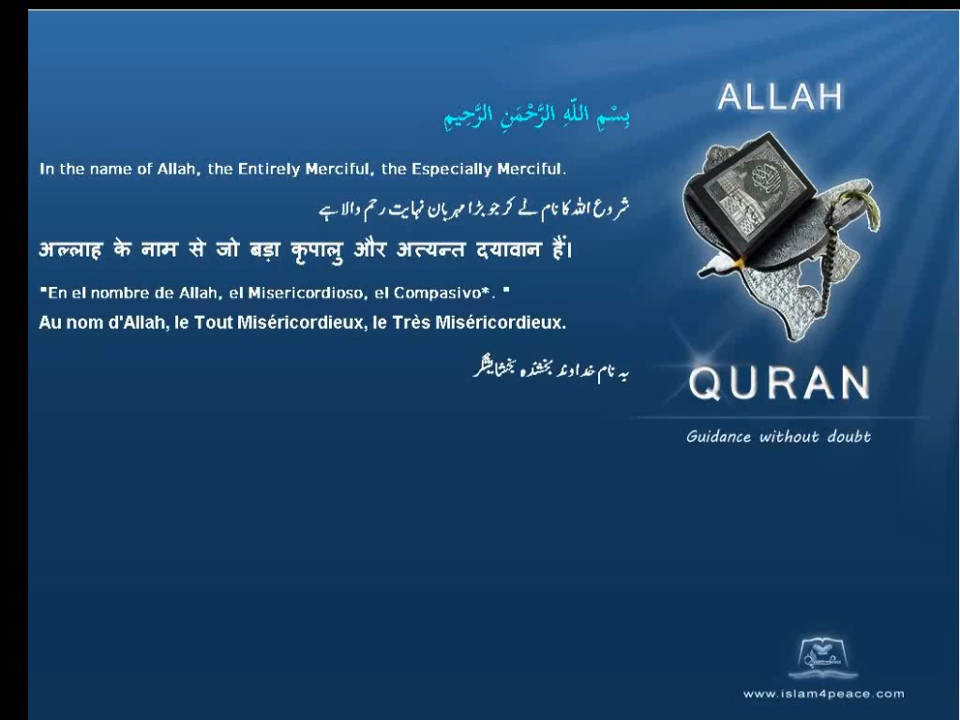 بِسْمِ اللّهِ الرَّحْمَنِ الرَّحِيمِ
In the name of Allah, the Entirely Merciful, the Especially Merciful.
شروع الله کا نام لے کر جو بڑا مہربان نہایت رحم والا ہے
अल्लाह के नाम से जो बड़ा कृपालु और अत्यन्त दयावान हैं।
"En el nombre de Allah, el Misericordioso, el Compasivo*. "
Au nom d'Allah, le Tout Miséricordieux, le Très Miséricordieux.
به نام خداوند بخشنده بخشایشگر
ALLAH
QURAN
Guidance without doubt
www.islam4peace.com